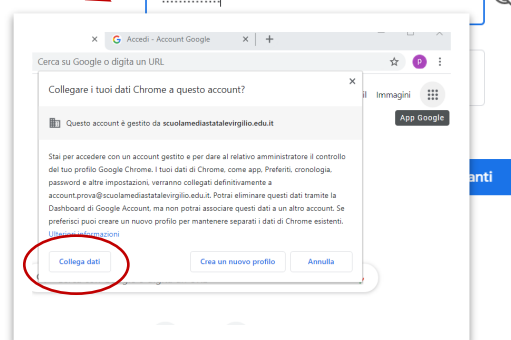 Accedi - Account Google
Cerca su Google o digita un URL
P
Collegare i tuoi dati Chrome a questo account?
Immagini
App Google
Questo account è gestito da scuolamediastatalevirgilio.edu.it
Stai per accedere con un account gestito e per dare al relativo amministratore il controllo
del tuo profilo Google Chrome. I tuoi dati di Chrome, come app, Preferiti, cronologia,
password e altre impostazioni, verranno collegati definitivamente a
account.prova@scuolamediastatalevirgilio.edu.it. Potrai eliminare questi dati tramite la
Dashboard di Google Account, ma non potrai associare questi dati a un altro account. Se
preferisci puoi creare un nuovo profilo per mantenere separati i dati di Chrome esistenti.
Ulteriori informazioni
Collega dati
Crea un nuovo profilo
Annulla
anti